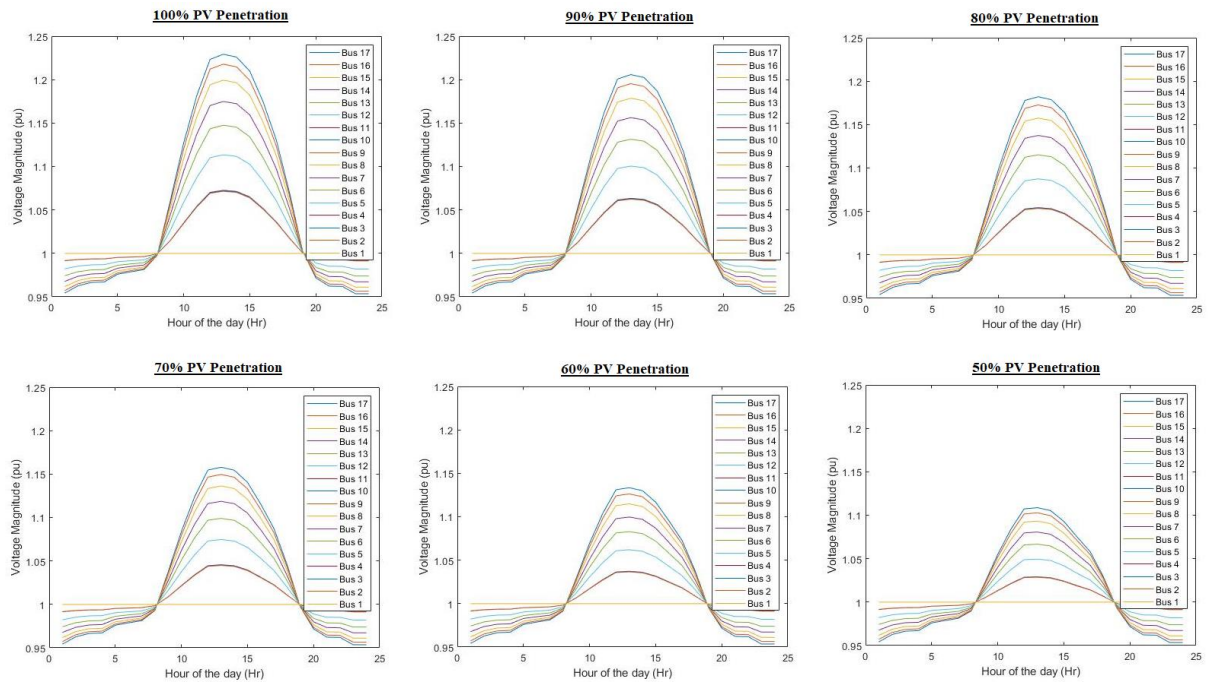 100% PV Penetration
1.25
1.2
1.15
1.1
1.05
1
0.95
Voltage Magnitude (pu)
0 5 10 15 20 25
Hour of the day (Hr)
Bus 17
Bus 16
Bus 15
Bus 14
Bus 13
Bus 12
Bus 11
Bus 10
Bus 9
Bus 8
Bus 7
Bus 6
Bus 5
Bus 4
Bus 3
Bus 2
Bus 1
90% PV Penetration
1.25
1.2
1.15
1.1
1.05
1
0.95
Voltage Magnitude (pu)
0 5 10 15 20 25
Hour of the day (Hr)
Bus 17
Bus 16
Bus 15
Bus 14
Bus 13
Bus 12
Bus 11
Bus 10
Bus 9
Bus 8
Bus 7
Bus 6
Bus 5
Bus 4
Bus 3
Bus 2
Bus 1
80% PV Penetration
1.25
1.2
1.15
1.1
1.05
1
0.95
Voltage Magnitude (pu)
0 5 10 15 20 25
Hour of the day (Hr)
Bus 17
Bus 16
Bus 15
Bus 14
Bus 13
Bus 12
Bus 11
Bus 10
Bus 9
Bus 8
Bus 7
Bus 6
Bus 5
Bus 4
Bus 3
Bus 2
Bus 1
70% PV Penetration
1.25
1.2
1.15
1.1
1.05
1
0.95
Voltage Magnitude (pu)
0 5 10 15 20 25
Hour of the day (Hr)
Bus 17
Bus 16
Bus 15
Bus 14
Bus 13
Bus 12
Bus 11
Bus 10
Bus 9
Bus 8
Bus 7
Bus 6
Bus 5
Bus 4
Bus 3
Bus 2
Bus 1
60% PV Penetration
1.25
1.2
1.15
1.1
1.05
1
0.95
Voltage Magnitude (pu)
0 5 10 15 20 25
Hour of the day (Hr)
Bus 17
Bus 16
Bus 15
Bus 14
Bus 13
Bus 12
Bus 11
Bus 10
Bus 9
Bus 8
Bus 7
Bus 6
Bus 5
Bus 4
Bus 3
Bus 2
Bus 1
50% PV Penetration
1.25
1.2
1.15
1.1
1.05
1
0.95
Voltage Magnitude (pu)
0 5 10 15 20 25
Hour of the day (Hr)
Bus 17
Bus 16
Bus 15
Bus 14
Bus 13
Bus 12
Bus 11
Bus 10
Bus 9
Bus 8
Bus 7
Bus 6
Bus 5
Bus 4
Bus 3
Bus 2
Bus 1